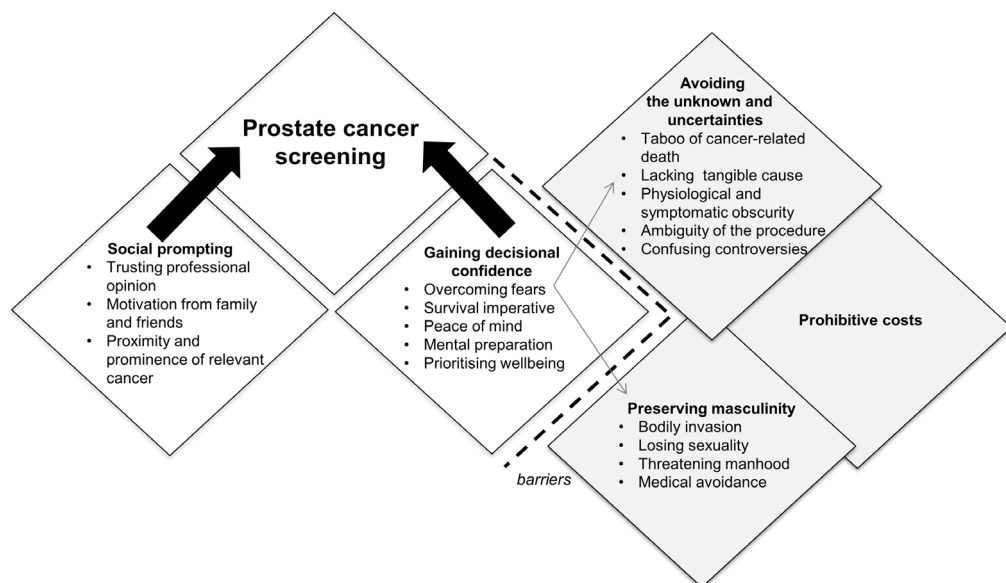 Prostate cancer
screening
Social prompting
• Trusting professional
opinion
• Motivation from family
and friends
• Proximity and
prominence of relevant
cancer
Gaining decisional
confidence
• Overcoming fears
• Survival imperative
• Peace of mind
• Mental preparation
• Prioritising wellbeing
barriers
Avoiding
the unknown and
uncertainties
• Taboo of cancer-related
death
• Lacking tangible cause
• Physiological and
symptomatic obscurity
• Ambiguity of the procedure
• Confusing controversies
Prohibitive costs
Preserving masculinity
• Bodily invasion
• Losing sexuality
• Threatening manhood
• Medical avoidance